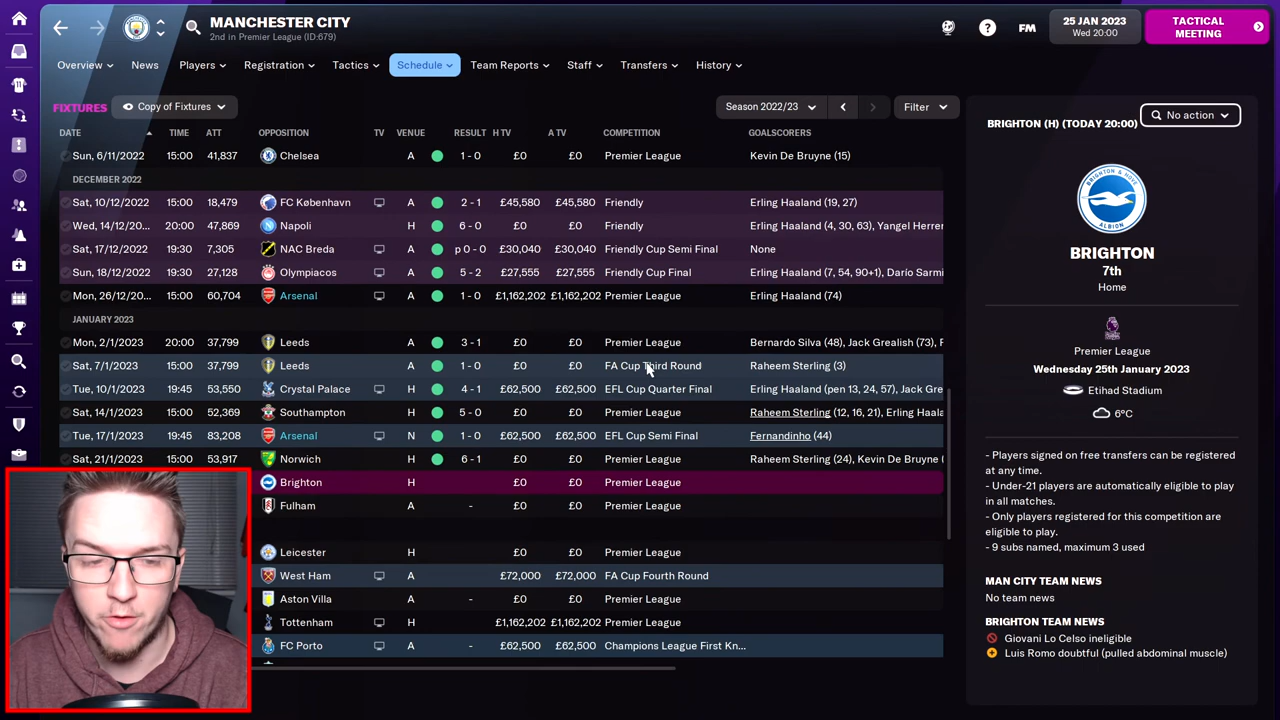 MANCHESTER CITY
2nd in Premier League (ID:679)
FM
25 JAN 2023
Wed 20:00
TACTICAL
MEETING
Overview
News
Players
Registration
Tactics
Schedule
Team Reports
Staff
Transfers
History
FIXTURES
Copy of Fixtures
Season 2022/23
Filter
DATE TIME ATT OPPOSITION TV VENUE RESULT H TV A TV COMPETITION GOALSCORERS
Sun, 6/11/2022 15:00 41,837 Chelsea A 1 - 0 £0 £0 Premier League Kevin De Bruyne (15)
DECEMBER 2022
Sat, 10/12/2022 15:00 18,479 FC København A 2 - 1 £45,580 £45,580 Friendly Erling Haaland (19, 27)
Wed, 14/12/20... 20:00 47,869 Napoli H 6 - 0 £0 £0 Friendly Erling Haaland (4, 30, 63), Yangel Herrer
Sat, 17/12/2022 19:30 7,305 NAC Breda A p 0 - 0 £30,040 £30,040 Friendly Cup Semi Final None
Sun, 18/12/2022 19:30 27,128 Olympiacos A 5 - 2 £27,555 £27,555 Friendly Cup Final Erling Haaland (7, 54, 90+1), Darío Sarmi
Mon, 26/12/20... 15:00 60,704 Arsenal A 1 - 0 £1,162,202 £1,162,202 Premier League Erling Haaland (74)
JANUARY 2023
Mon, 2/1/2023 20:00 37,799 Leeds A 3 - 1 £0 £0 Premier League Bernardo Silva (48), Jack Grealish (73), F
Sat, 7/1/2023 15:00 37,799 Leeds A 1 - 0 £0 £0 FA Cup Third Round Raheem Sterling (3)
Tue, 10/1/2023 19:45 53,550 Crystal Palace H 4 - 1 £62,500 £62,500 EFL Cup Quarter Final Erling Haaland (pen 13, 24, 57), Jack Gre
Sat, 14/1/2023 15:00 52,369 Southampton H 5 - 0 £0 £0 Premier League Raheem Sterling (12, 16, 21), Erling Haala
Tue, 17/1/2023 19:45 83,208 Arsenal N 1 - 0 £62,500 £62,500 EFL Cup Semi Final Fernandinho (44)
Sat, 21/1/2023 15:00 53,917 Norwich H 6 - 1 £0 £0 Premier League Raheem Sterling (24), Kevin De Bruyne (
Brighton H £0 £0 Premier League
Fulham A - £0 £0 Premier League
Leicester H £0 £0 Premier League
West Ham A £72,000 £72,000 FA Cup Fourth Round
Aston Villa A - £0 £0 Premier League
Tottenham H £1,162,202 £1,162,202 Premier League
FC Porto A - £62,500 £62,500 Champions League First Kn...
BRIGHTON (H) (TODAY 20:00)
No action
BRIGHTON & HOVE
ALBION
BRIGHTON
7th
Home
Premier League
Wednesday 25th January 2023
Etihad Stadium
6°C
- Players signed on free transfers can be registered
at any time.
- Under-21 players are automatically eligible to play
in all matches.
- Only players registered for this competition are
eligible to play.
- 9 subs named, maximum 3 used
MAN CITY TEAM NEWS
No team news
BRIGHTON TEAM NEWS
Giovani Lo Celso ineligible
Luis Romo doubtful (pulled abdominal muscle)